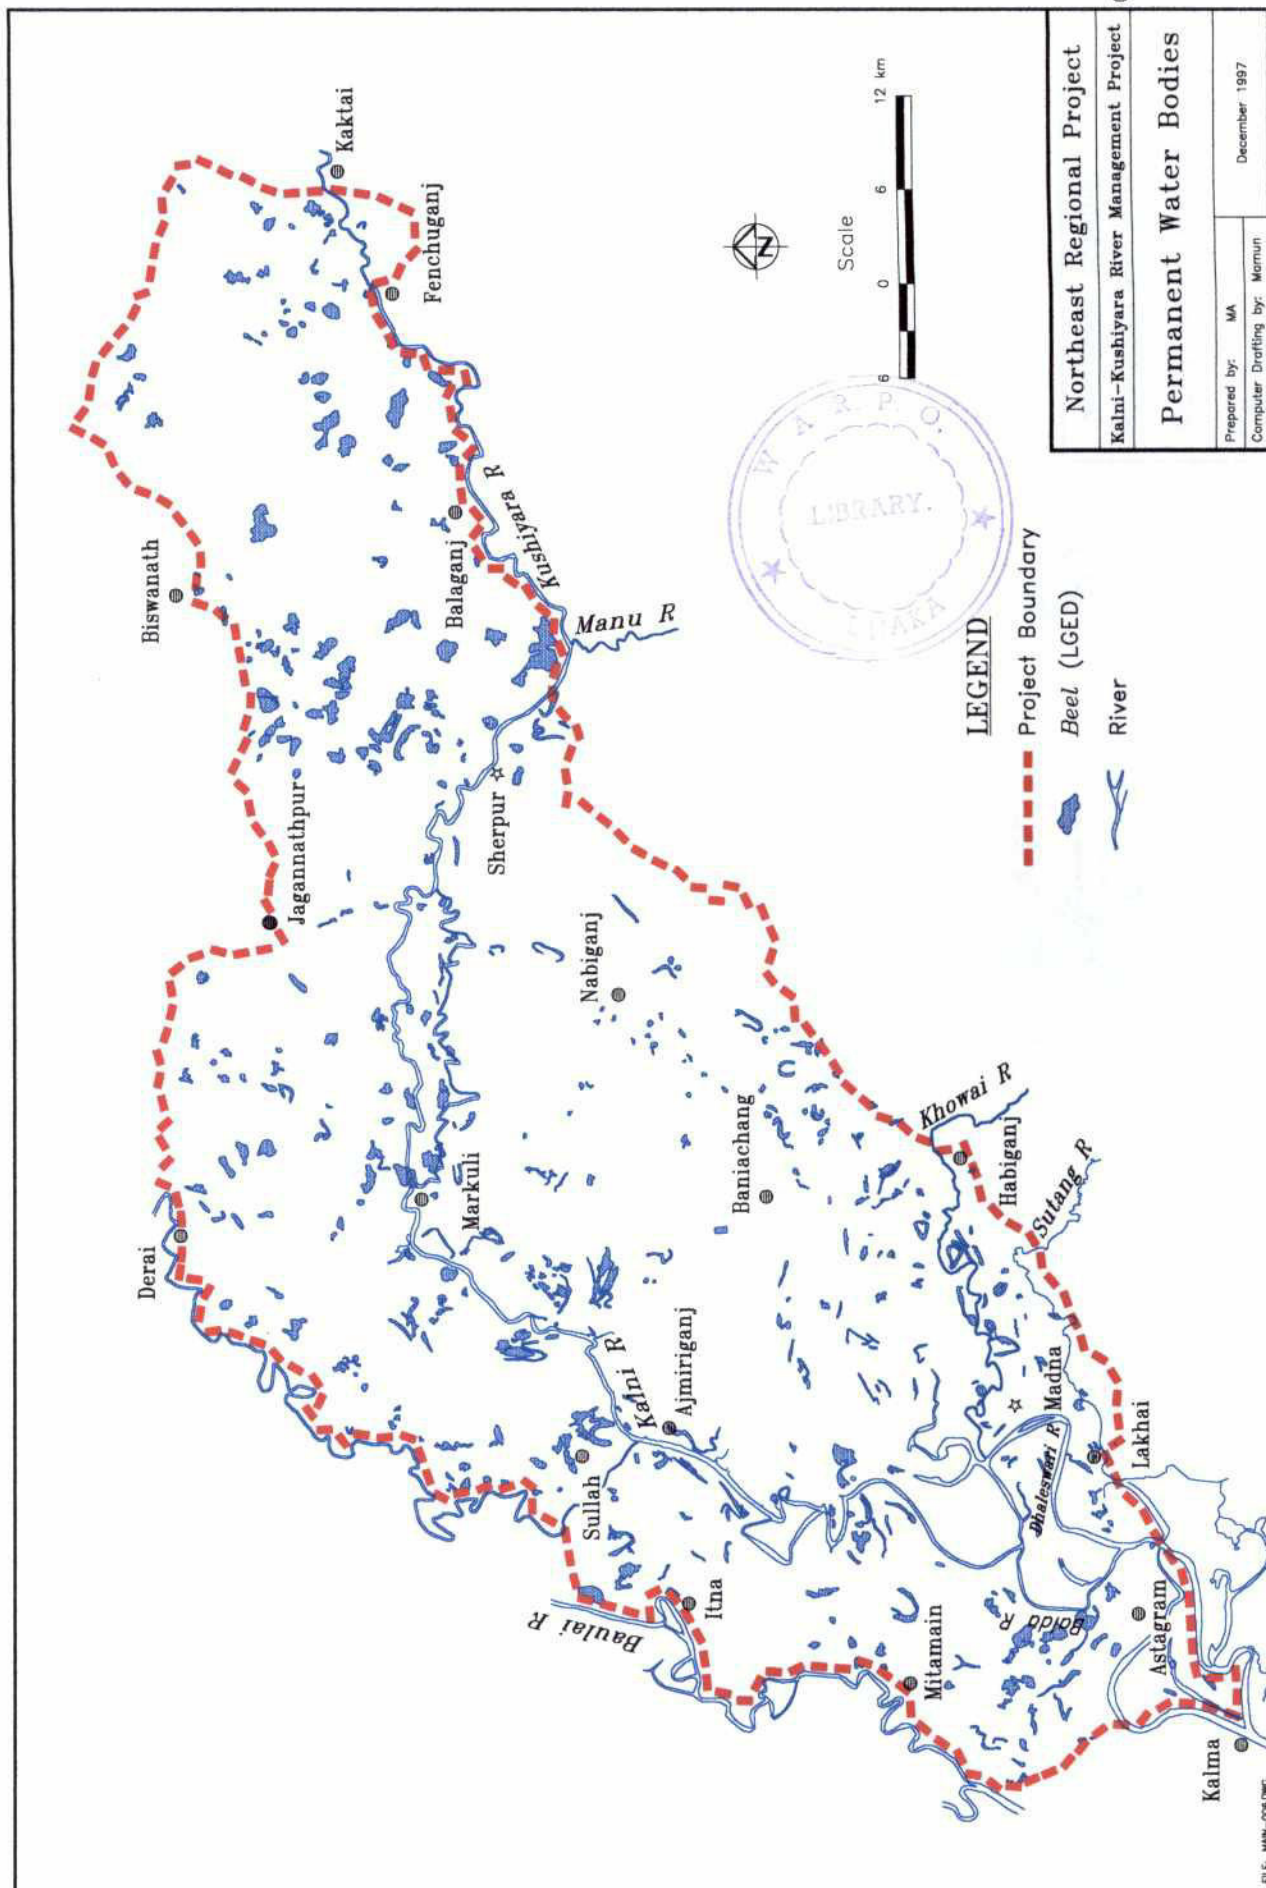 Kaktai
Fenchuganj
Biswanath
Balaganj
Kushiyara R
Manu R
Jagannathpur
Sherpur
Nabiganj
Derai
Markuli
Baniachang
Khowai R
Habiganj
Sutang R
Kalni R
Ajmiriganj
Sullah
Madna
Dhaleswari R
Lakhai
Baulai R
Itna
Mitamain
Baida R
Astagram
Kalma
N
Scale
6 0 6 12 km
W A R. P. O.
LIBRARY.
DHAKA
LEGEND
Project Boundary
Beel (LGED)
River
Northeast Regional Project
Kalni-Kushiyara River Management Project
Permanent Water Bodies
Prepared by: MA
Computer Drafting by: Mamun
December 1997